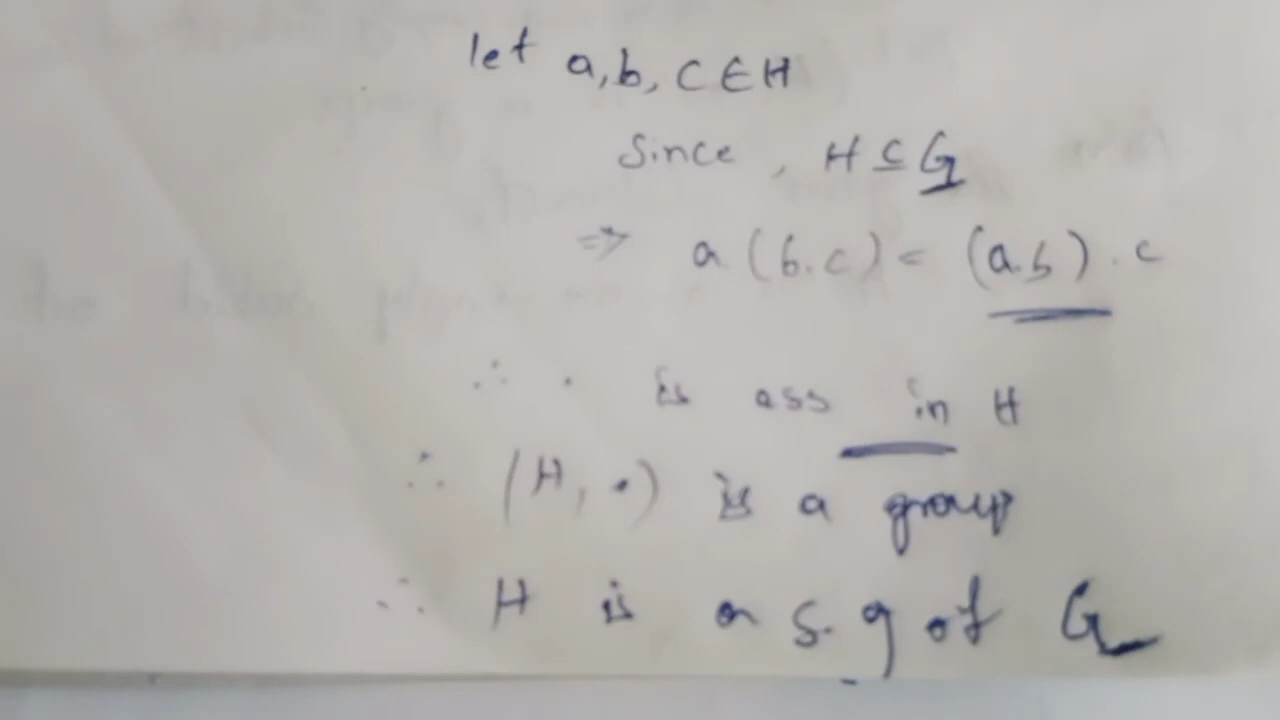 let a,b, c ∈ H
Since , H ⊆ G
⇒ a (b.c) = (a.b) . c
∴ . is ass in H
∴ (H, •) is a group
∴ H is a s.g of G